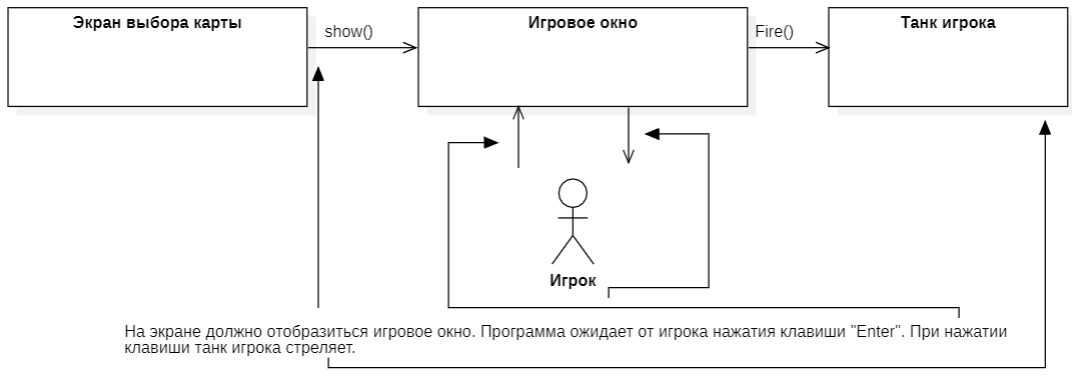 Экран выбора карты
show()
Игровое окно
Fire()
Танк игрока
Игрок
На экране должно отобразиться игровое окно. Программа ожидает от игрока нажатия клавиши "Enter". При нажатии
клавиши танк игрока стреляет.